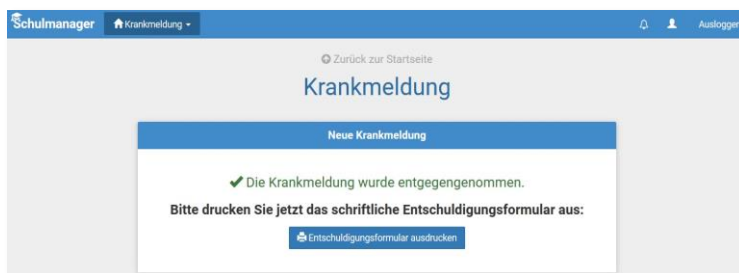 Schulmanager Krankmeldung Auslogger
Zurück zur Startseite
Krankmeldung
Neue Krankmeldung
Die Krankmeldung wurde entgegengenommen.
Bitte drucken Sie jetzt das schriftliche Entschuldigungsformular aus:
Entschuldigungsformular ausdrucken